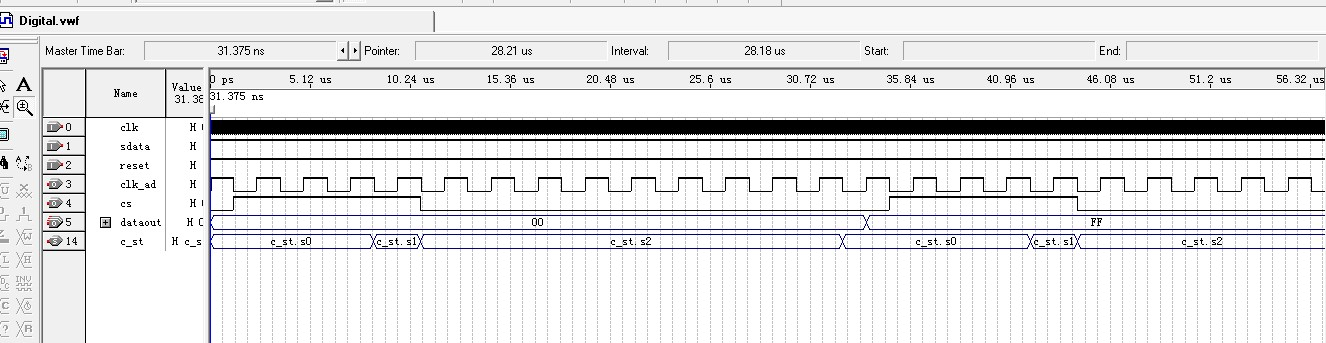 Digital.vwf
Master Time Bar: 31.375 ns Pointer: 28.21 us Interval: 28.18 us Start: End:
Name Value 31.38 0 ps 5.12 us 10.24 us 15.36 us 20.48 us 25.6 us 30.72 us 35.84 us 40.96 us 46.08 us 51.2 us 56.32 us
31.375 ns
0 clk H
1 sdata H
2 reset H
3 clk_ad H
4 cs H
5 dataout H 00 FF
14 c_st H c_s c_st.s0 c_st.s1 c_st.s2 c_st.s0 c_st.s1 c_st.s2